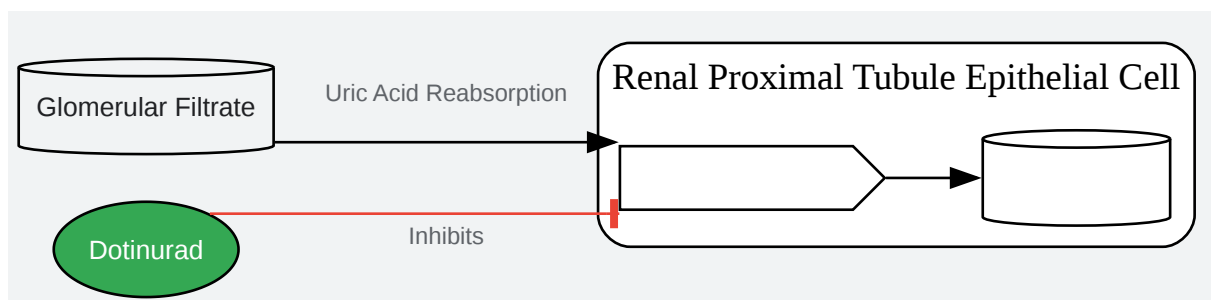 Renal Proximal Tubule Epithelial Cell
Glomerular Filtrate
Uric Acid Reabsorption
Dotinurad
Inhibits